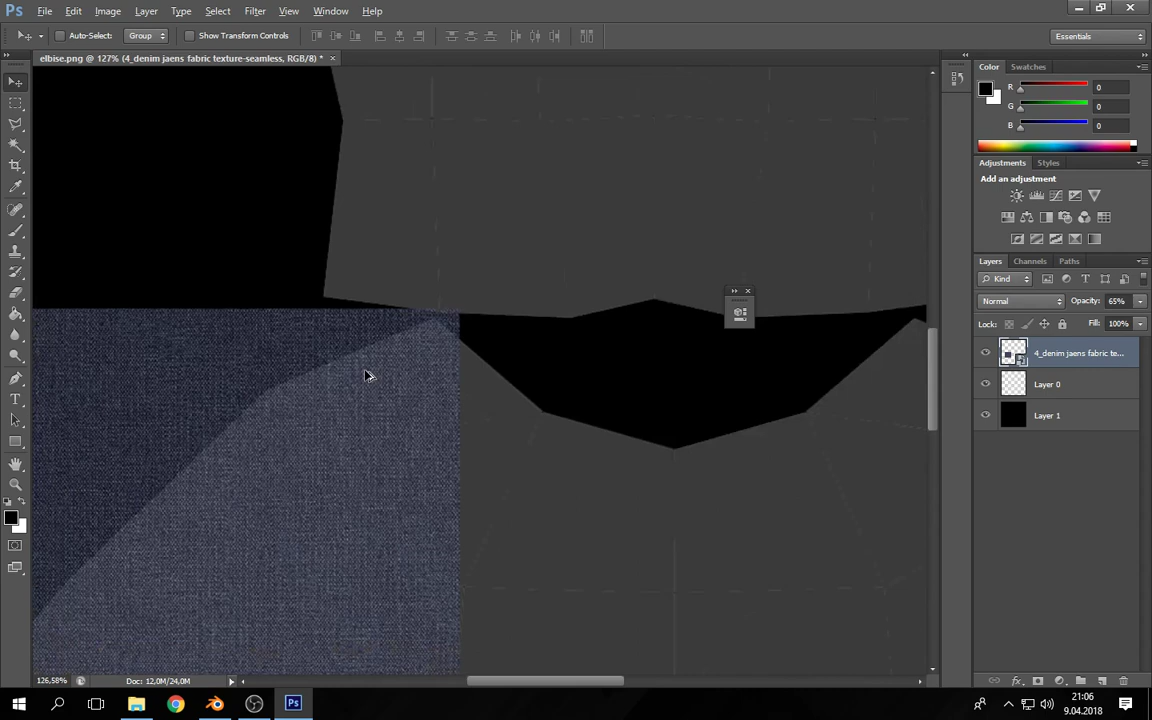 Ps File Edit Image Layer Type Select Filter View Window Help
Auto-Select: Group Show Transform Controls Essentials
elbise.png @ 127% (4_denim jaens fabric texture-seamless, RGB/8) * ×
Color Swatches
R 0
G 0
B 0
Adjustments Styles
Add an adjustment
Layers Channels Paths
Kind
Normal Opacity: 65%
Lock: Fill: 100%
4_denim jaens fabric te...
Layer 0
Layer 1
126,58% Doc: 12,0M/24,0M
21:06
9.04.2018